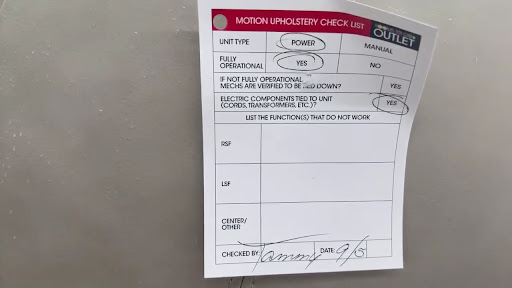 MOTION UPHOLSTERY CHECK LIST
OUTLET
UNIT TYPE POWER MANUAL
FULLY
OPERATIONAL YES NO
IF NOT FULLY OPERATIONAL
MECHS ARE VERIFIED TO BE TIED DOWN? YES
ELECTRIC COMPONENTS TIED TO UNIT
(CORDS, TRANSFORMERS, ETC.)? YES
LIST THE FUNCTION(S) THAT DO NOT WORK
RSF
LSF
CENTER/
OTHER
CHECKED BY: Tammy DATE: